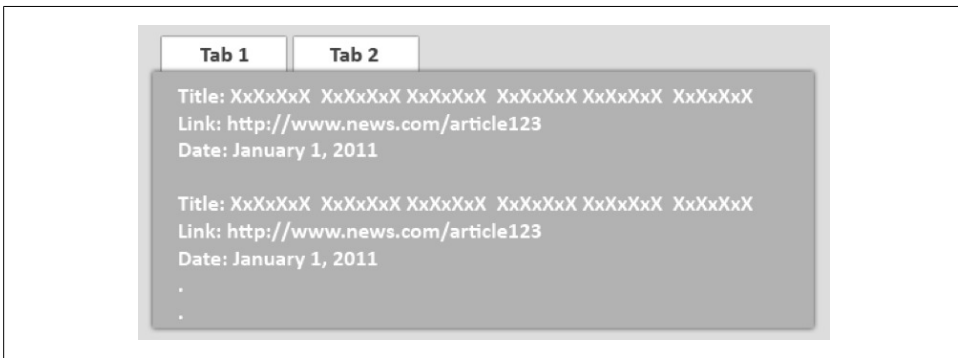 Tab 1 Tab 2
Title: XxXxXxX XxXxXxX XxXxXxX XxXxXxX XxXxXxX XxXxXxX
Link: http://www.news.com/article123
Date: January 1, 2011
Title: XxXxXxX XxXxXxX XxXxXxX XxXxXxX XxXxXxX XxXxXxX
Link: http://www.news.com/article123
Date: January 1, 2011
.
.